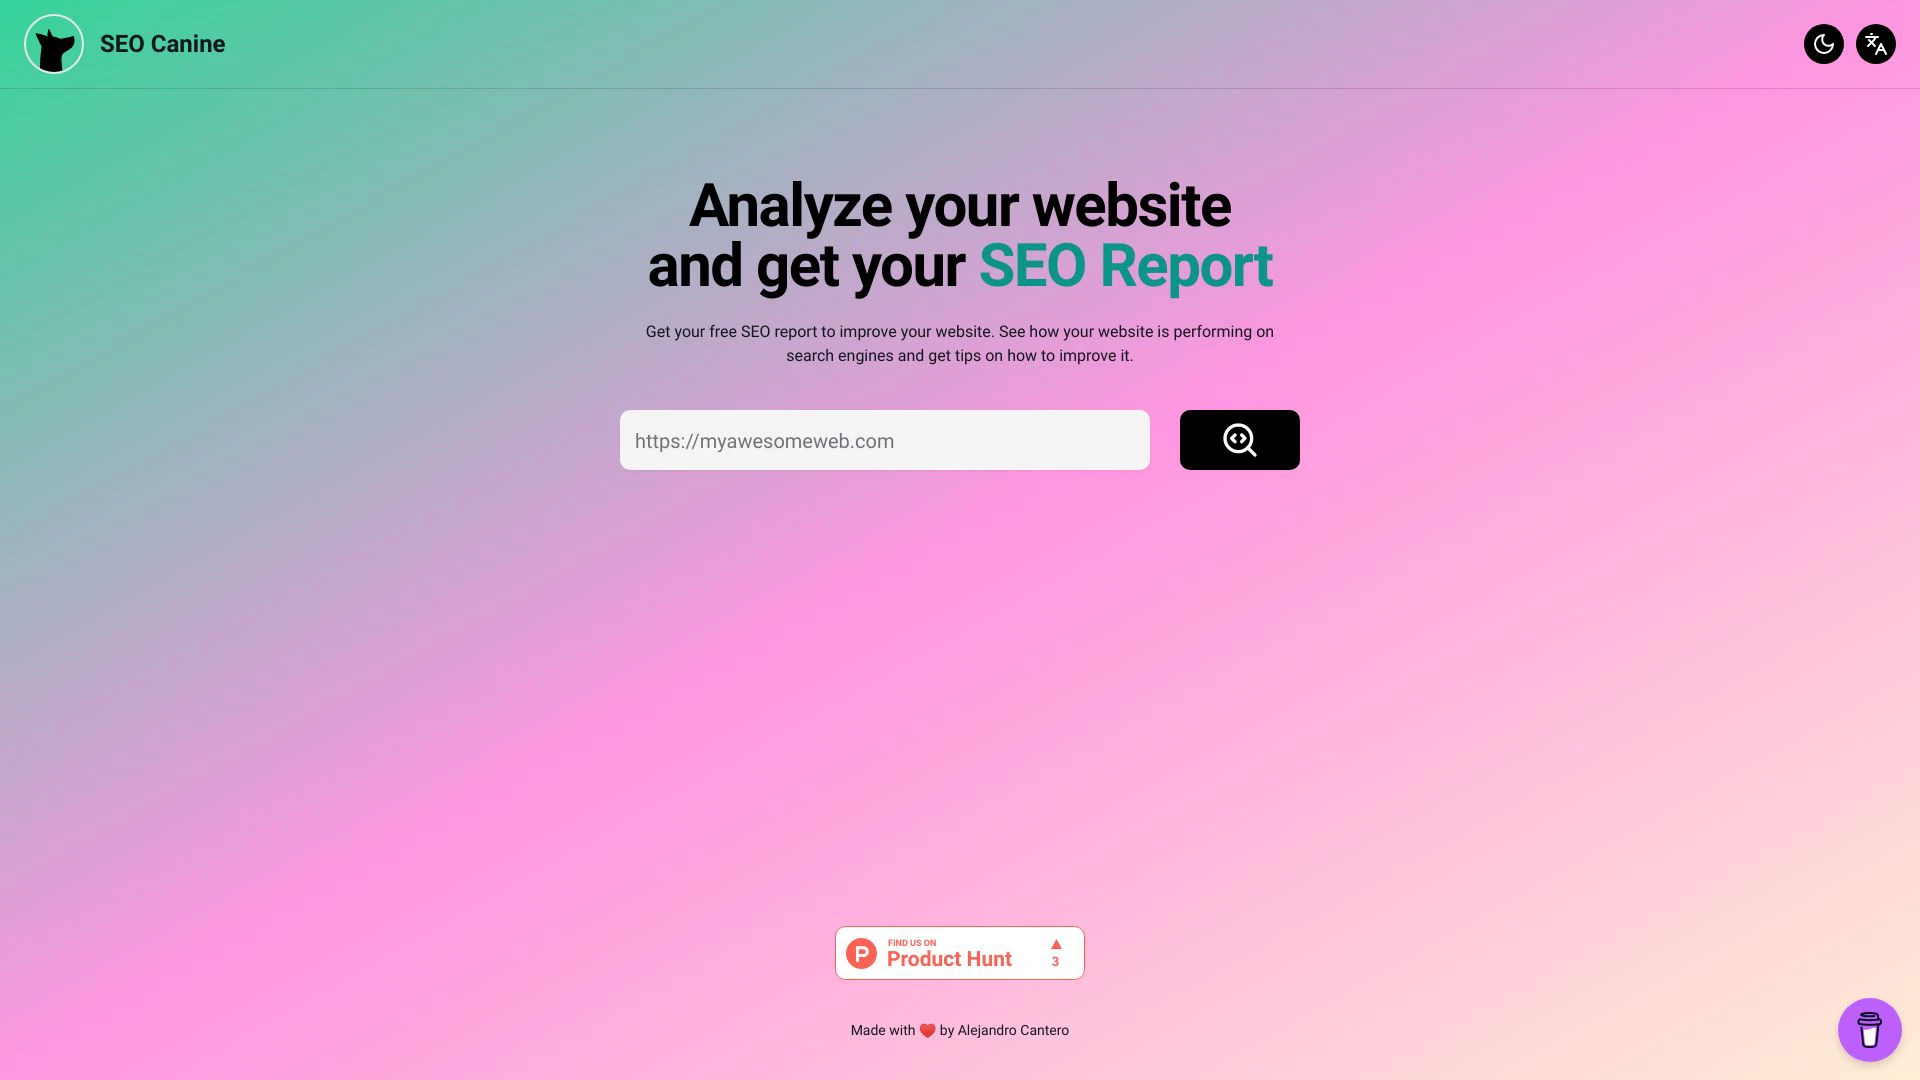 SEO Canine
Analyze your website
and get your SEO Report
Get your free SEO report to improve your website. See how your website is performing on
search engines and get tips on how to improve it.
https://myawesomeweb.com
FIND US ON
Product Hunt
3
Made with ❤️ by Alejandro Cantero